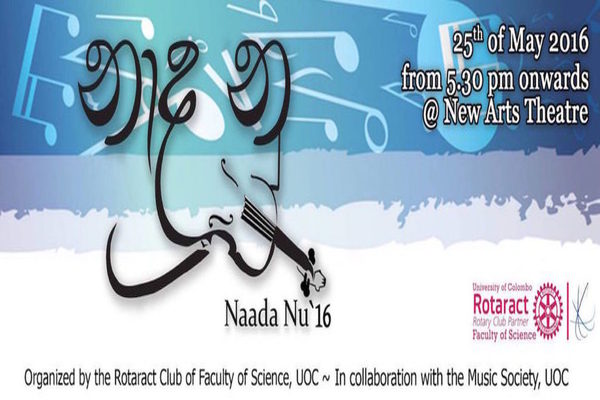 නාද නු
25th of May 2016
from 5.30 pm onwards
@ New Arts Theatre
Naada Nu`16
University of Colombo
Rotaract
Rotary Club Partner
Faculty of Science
Organized by the Rotaract Club of Faculty of Science, UOC ~ In collaboration with the Music Society, UOC